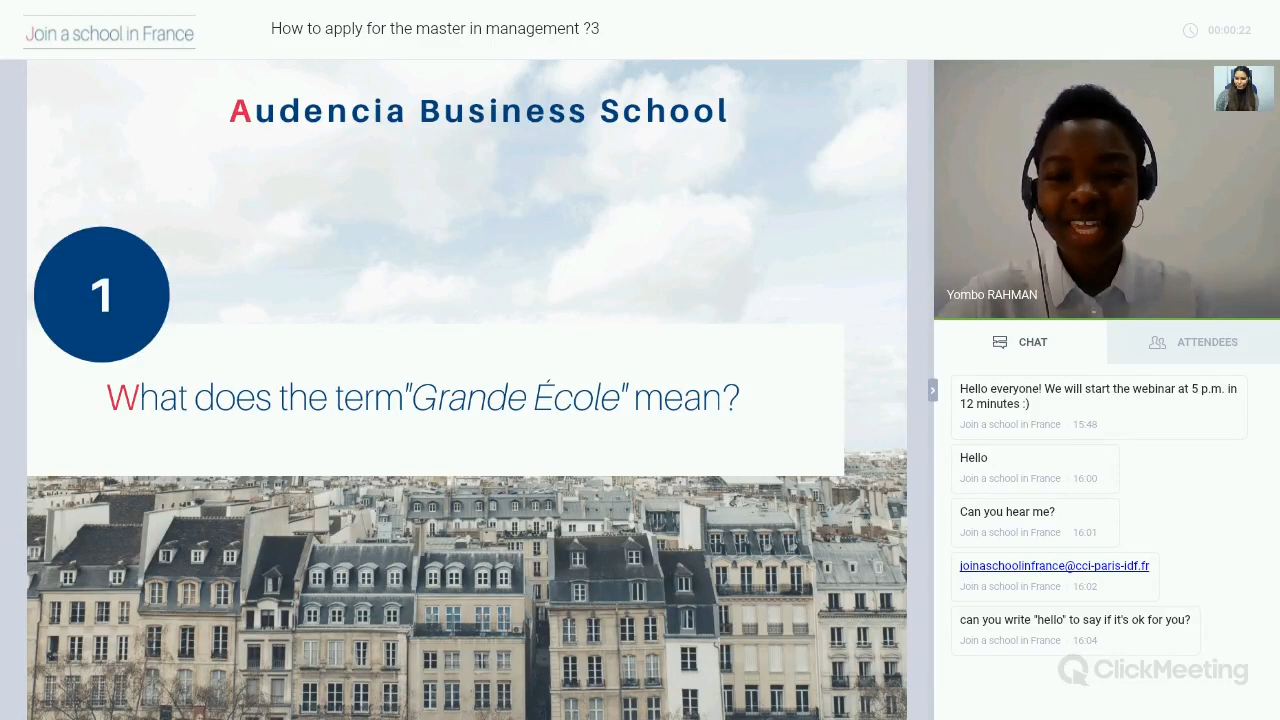 Join a school in France
How to apply for the master in management ?3
00:00:22
Audencia Business School
1
What does the term"Grande École" mean?
Yombo RAHMAN
CHAT
ATTENDEES
Hello everyone! We will start the webinar at 5 p.m. in
12 minutes :)
Join a school in France 15:48
Hello
Join a school in France 16:00
Can you hear me?
Join a school in France 16:01
joinaschoolinfrance@cci-paris-idf.fr
Join a school in France 16:02
can you write "hello" to say if it's ok for you?
Join a school in France 16:04
ClickMeeting